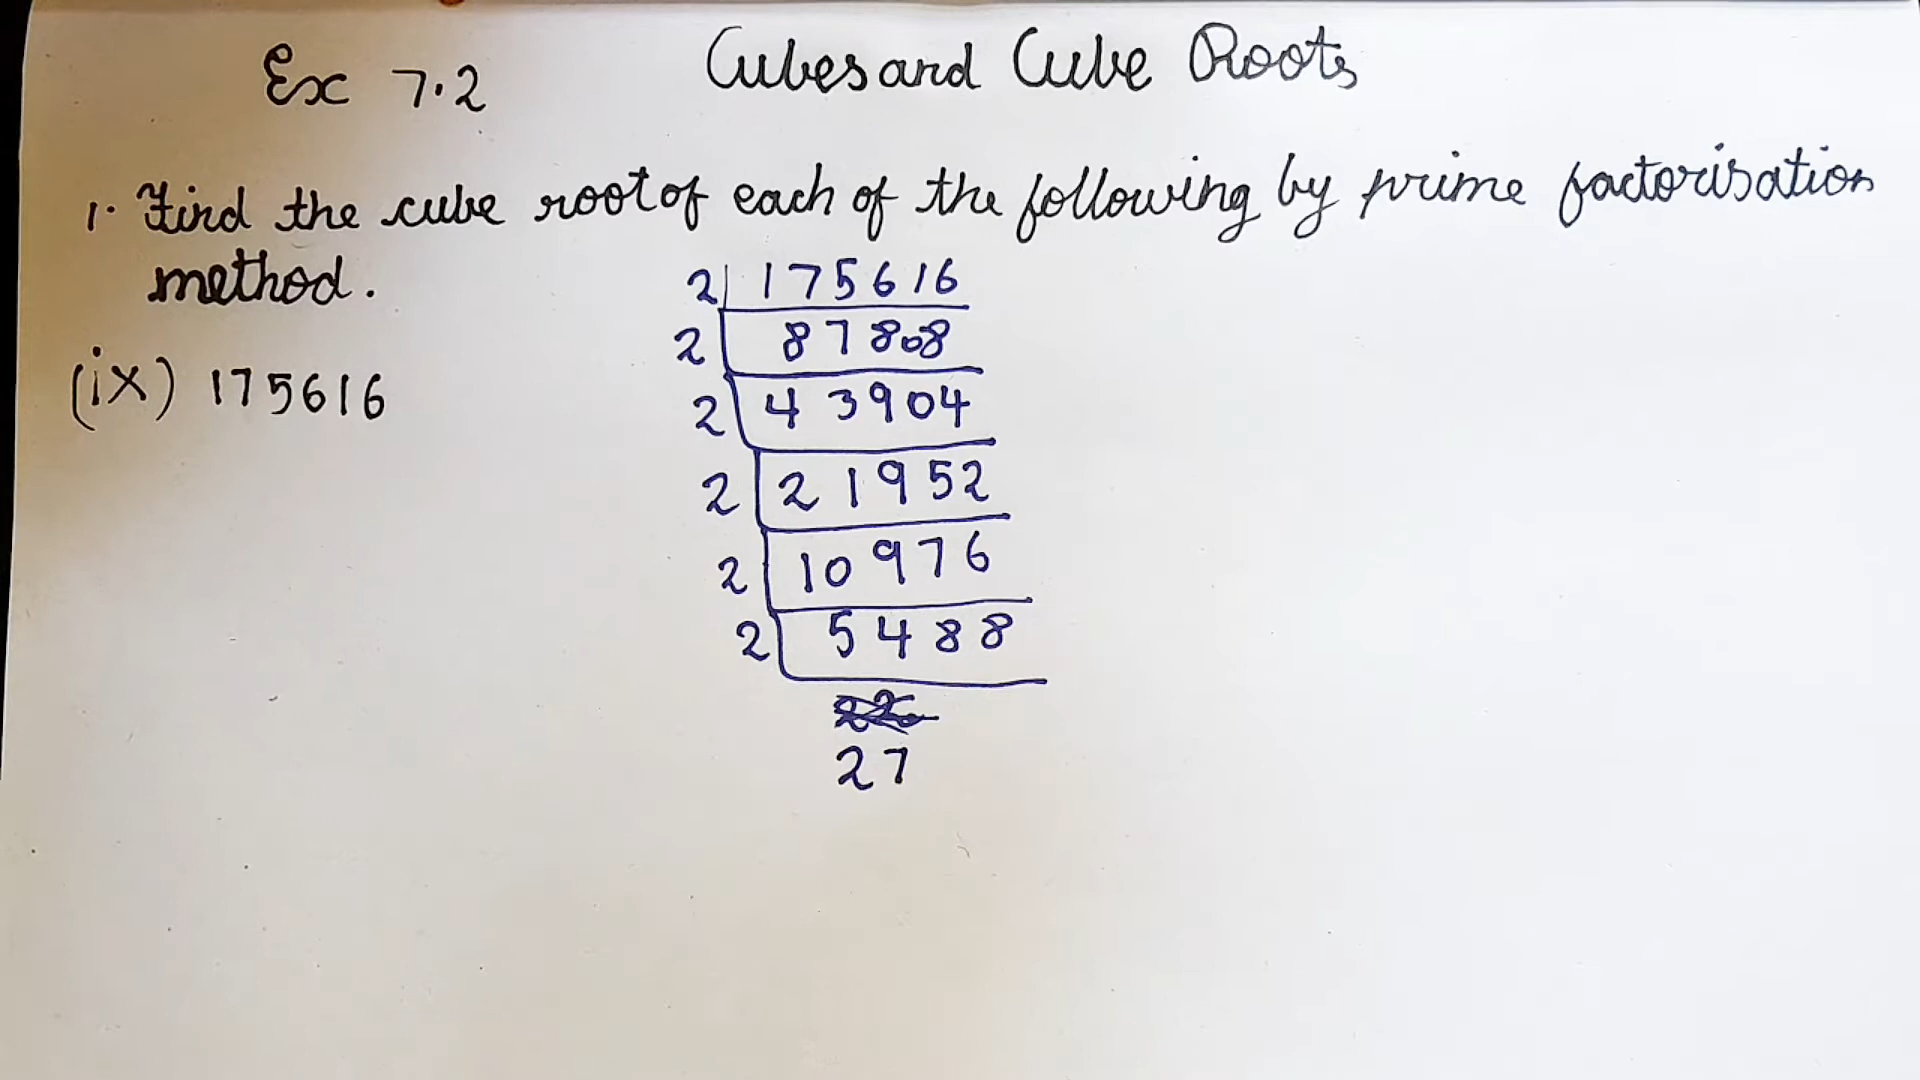 Ex 7.2 Cubes and Cube Roots
1. Find the cube root of each of the following by prime factorisation
method.
(ix) 175616
2 175616
2 87808
2 43904
2 21952
2 10976
2 5488
27